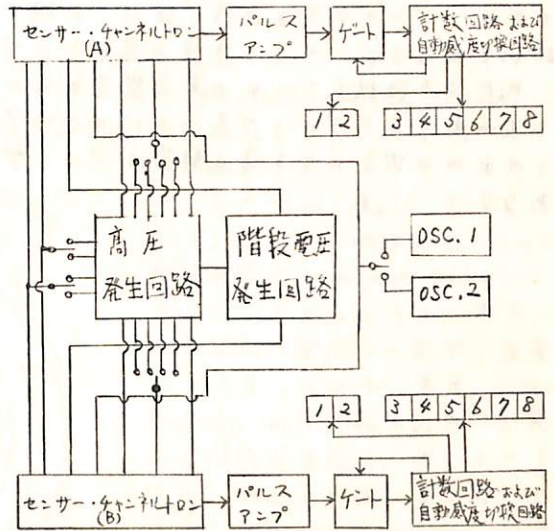 センサー・チャンネルトロン
(A)
パルス
アンプ
ゲート
計数回路および
自動感度切換回路
1 2
3 4 5 6 7 8
高圧
発生回路
階段電圧
発生回路
OSC.1
OSC.2
1 2
3 4 5 6 7 8
センサー・チャンネルトロン
(B)
パルス
アンプ
ゲート
計数回路および
自動感度切換回路